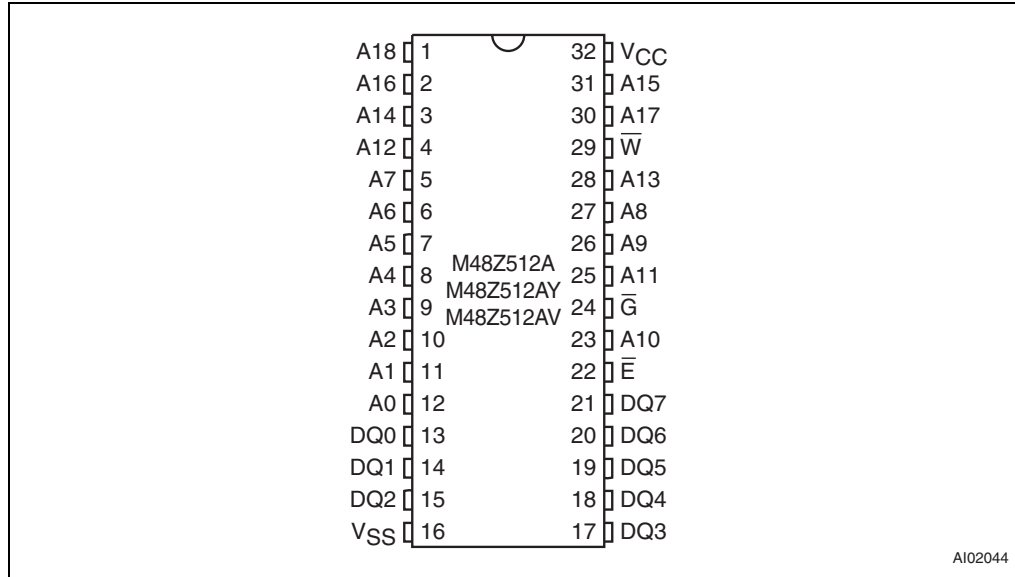 A18 1 32 VCC
A16 2 31 A15
A14 3 30 A17
A12 4 29 W̅
A7 5 28 A13
A6 6 27 A8
A5 7 26 A9
A4 8 M48Z512A 25 A11
M48Z512AY
A3 9 M48Z512AV 24 G̅
A2 10 23 A10
A1 11 22 E̅
A0 12 21 DQ7
DQ0 13 20 DQ6
DQ1 14 19 DQ5
DQ2 15 18 DQ4
VSS 16 17 DQ3
AI02044